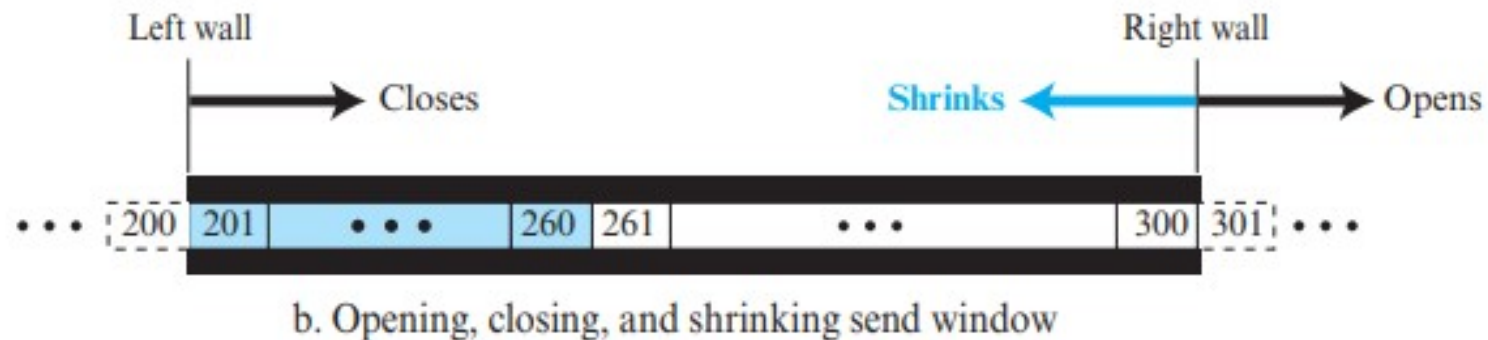 Left wall Right wall
Closes Shrinks Opens
••• 200 201 ••• 260 261 ••• 300 301 •••
b. Opening, closing, and shrinking send window